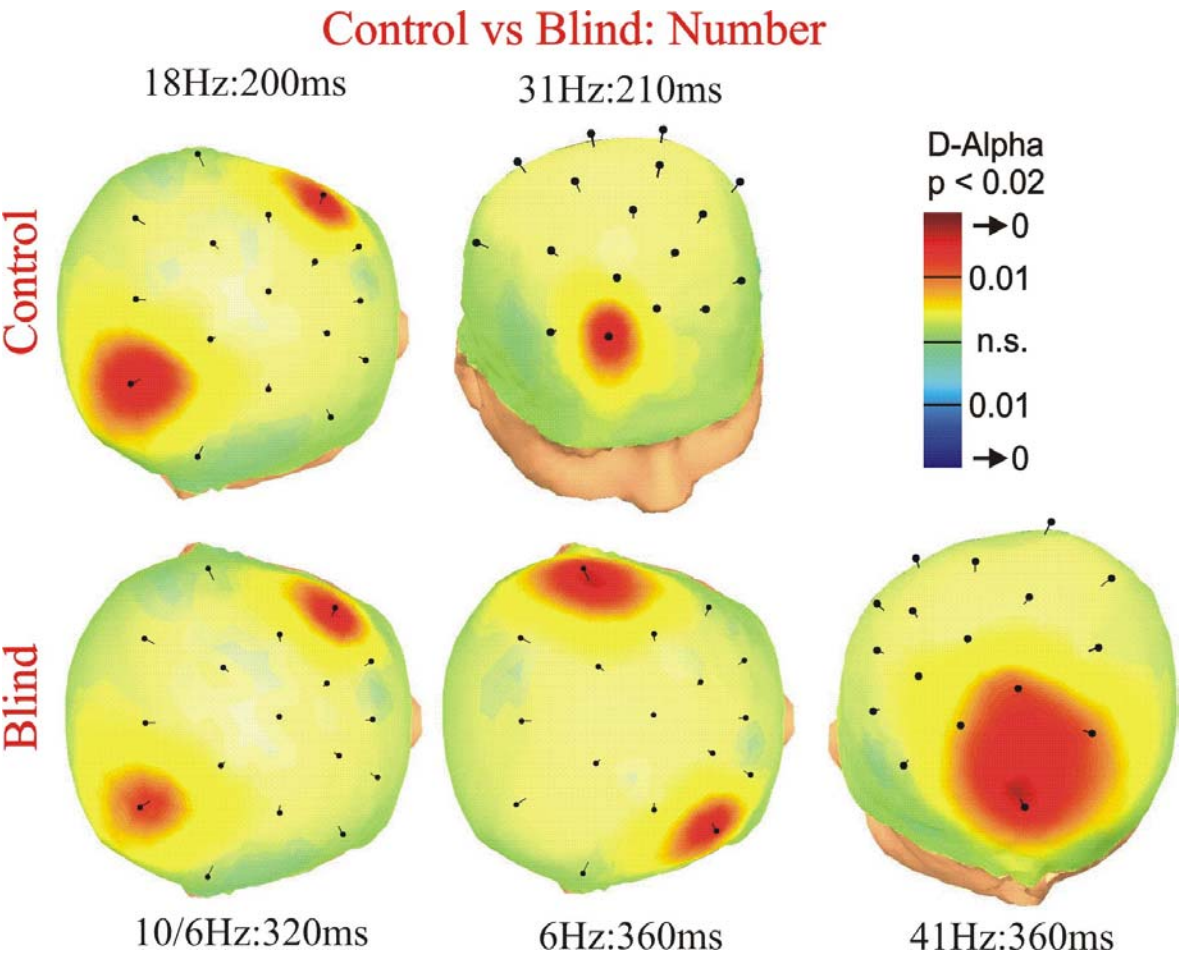 Control vs Blind: Number
18Hz:200ms
31Hz:210ms
Control
D-Alpha
p < 0.02
→0
0.01
n.s.
0.01
→0
Blind
10/6Hz:320ms
6Hz:360ms
41Hz:360ms